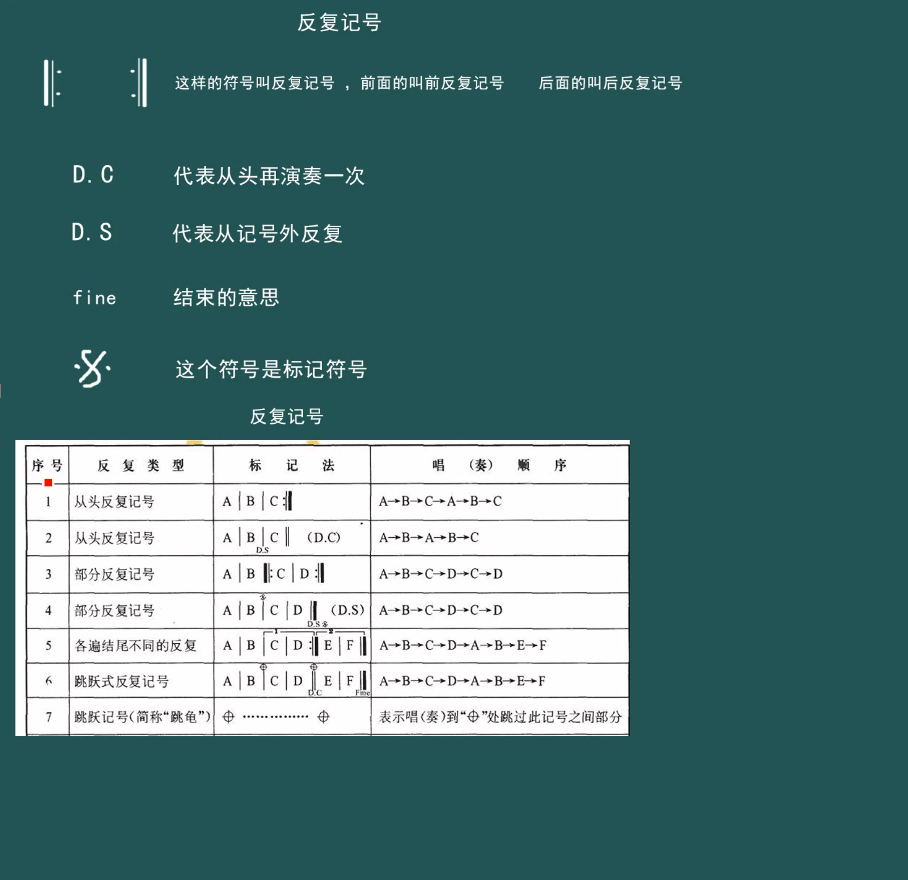 反复记号
这样的符号叫反复记号 ，前面的叫前反复记号 后面的叫后反复记号
D.C 代表从头再演奏一次
D.S 代表从记号外反复
fine 结束的意思
这个符号是标记符号
反复记号
序号 反复类型 标记法 唱（奏）顺序
1 从头反复记号 A | B | C :‖ A→B→C→A→B→C
2 从头反复记号 A | B | C ‖ (D.C) A→B→A→B→C
D.S
3 部分反复记号 A | B ‖: C | D :‖ A→B→C→D→C→D
4 部分反复记号 A | B | C | D ‖ (D.S) A→B→C→D→C→D
D.S 𝄋
1 2
5 各遍结尾不同的反复 A | B | C | D :‖ E | F ‖ A→B→C→D→A→B→E→F
6 跳跃式反复记号 A | B | C | D ‖ E | F ‖ A→B→C→D→A→B→E→F
D.C Fine
7 跳跃记号(简称“跳龟”) ⊕ …………… ⊕ 表示唱(奏)到“⊕”处跳过此记号之间部分